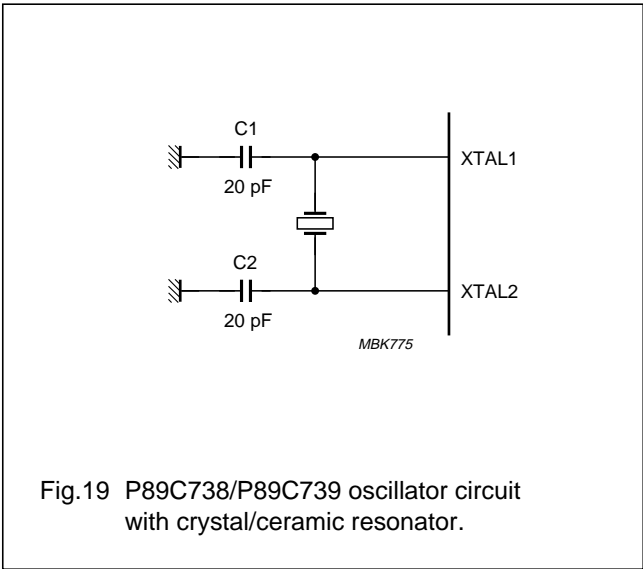 C1
XTAL1
20 pF
C2
XTAL2
20 pF
MBK775
Fig.19 P89C738/P89C739 oscillator circuit
with crystal/ceramic resonator.